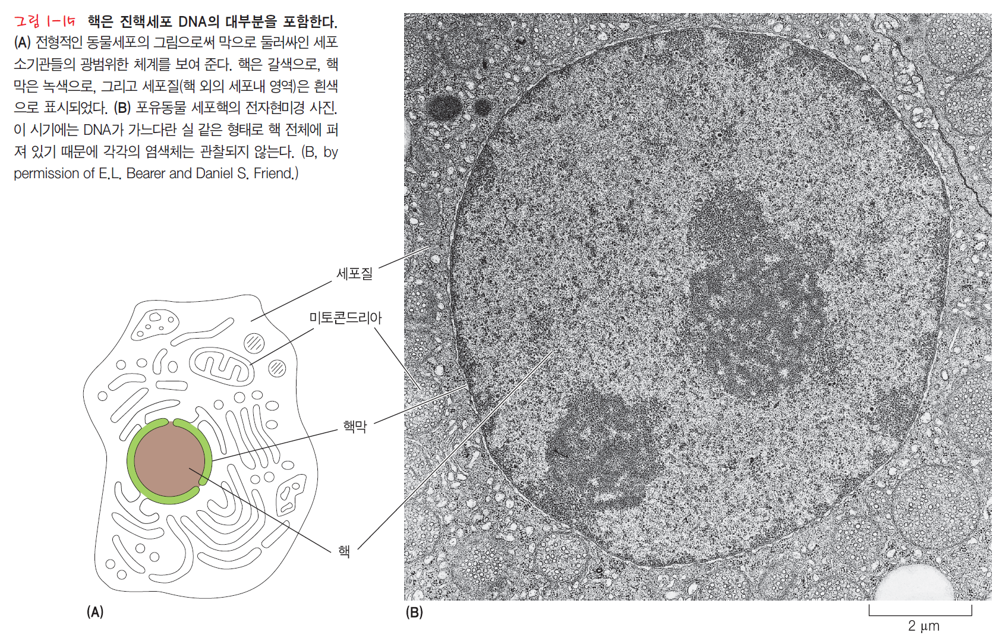 그림 1-15 핵은 진핵세포 DNA의 대부분을 포함한다.
(A) 전형적인 동물세포의 그림으로써 막으로 둘러싸인 세포
소기관들의 광범위한 체계를 보여 준다. 핵은 갈색으로, 핵
막은 녹색으로, 그리고 세포질(핵 외의 세포내 영역)은 흰색
으로 표시되었다. (B) 포유동물 세포핵의 전자현미경 사진.
이 시기에는 DNA가 가느다란 실 같은 형태로 핵 전체에 퍼
져 있기 때문에 각각의 염색체는 관찰되지 않는다. (B, by
permission of E.L. Bearer and Daniel S. Friend.)
세포질
미토콘드리아
핵막
핵
(A)
(B)
2 μm